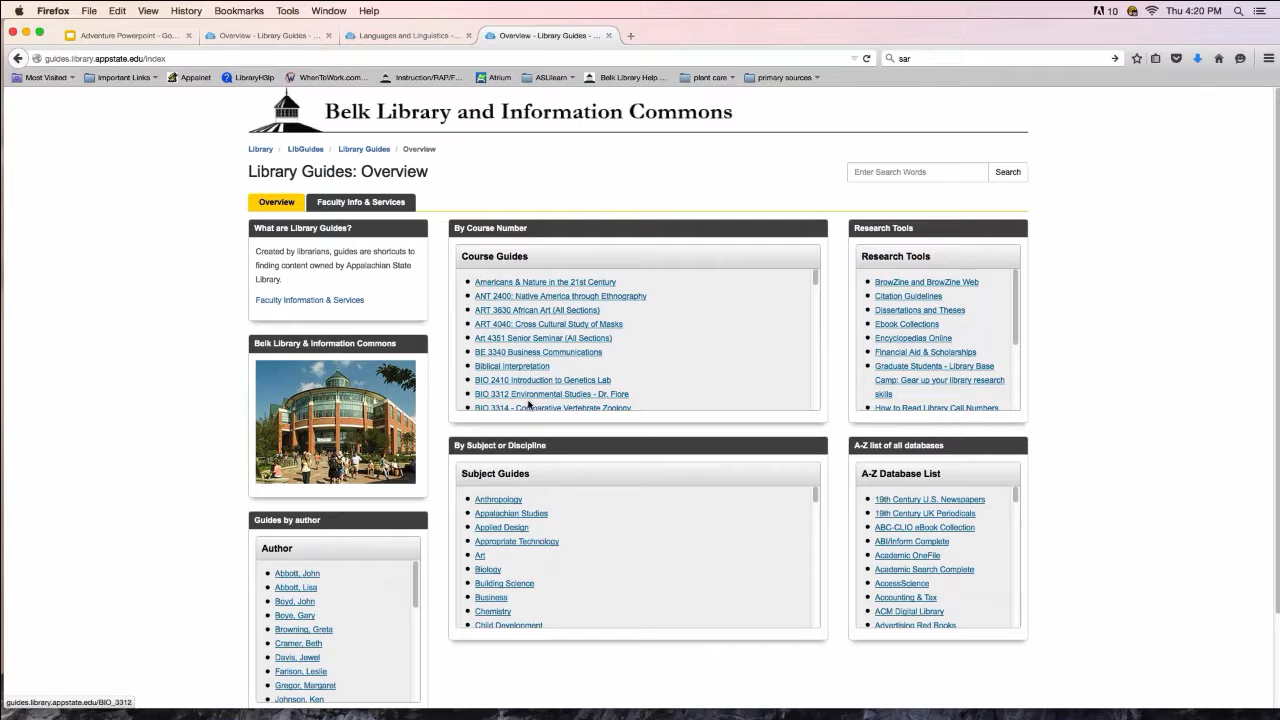 Firefox File Edit View History Bookmarks Tools Window Help 10 Thu 4:20 PM
Adventure Powerpoint - Go... × Overview - Library Guides - ... × Languages and Linguistics - ... × Overview - Library Guides - ... × +
guides.library.appstate.edu/index sar
Most Visited Important Links Appalnet LibraryH3lp WhenToWork.com... Instruction/RAP/F... Atrium ASUlearn Belk Library Help ... plant care primary sources
Belk Library and Information Commons
Library / LibGuides / Library Guides / Overview
Library Guides: Overview
Enter Search Words Search
Overview Faculty Info & Services
What are Library Guides?
Created by librarians, guides are shortcuts to
finding content owned by Appalachian State
Library.
Faculty Information & Services
Belk Library & Information Commons
Guides by author
Author
Abbott, John
Abbott, Lisa
Boyd, John
Boye, Gary
Browning, Greta
Cramer, Beth
Davis, Jewel
Farison, Leslie
Gregor, Margaret
Johnson, Ken
By Course Number
Course Guides
Americans & Nature in the 21st Century
ANT 2400: Native America through Ethnography
ART 3630 African Art (All Sections)
ART 4040: Cross Cultural Study of Masks
Art 4351 Senior Seminar (All Sections)
BE 3340 Business Communications
Biblical Interpretation
BIO 2410 Introduction to Genetics Lab
BIO 3312 Environmental Studies - Dr. Fiore
BIO 3314 - Comparative Vertebrate Zoology
By Subject or Discipline
Subject Guides
Anthropology
Appalachian Studies
Applied Design
Appropriate Technology
Art
Biology
Building Science
Business
Chemistry
Child Development
Research Tools
Research Tools
BrowZine and BrowZine Web
Citation Guidelines
Dissertations and Theses
Ebook Collections
Encyclopedias Online
Financial Aid & Scholarships
Graduate Students - Library Base
Camp: Gear up your library research
skills
How to Read Library Call Numbers
A-Z list of all databases
A-Z Database List
19th Century U.S. Newspapers
19th Century UK Periodicals
ABC-CLIO eBook Collection
ABI/Inform Complete
Academic OneFile
Academic Search Complete
AccessScience
Accounting & Tax
ACM Digital Library
Advertising Red Books
guides.library.appstate.edu/BIO_3312